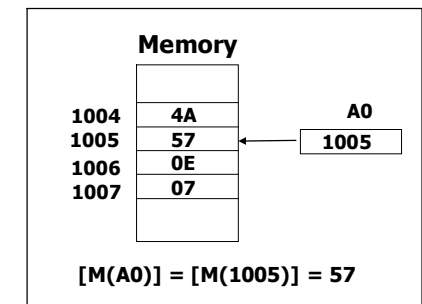 Memory
1004 4A A0
1005 57 1005
1006 0E
1007 07
[M(A0)] = [M(1005)] = 57